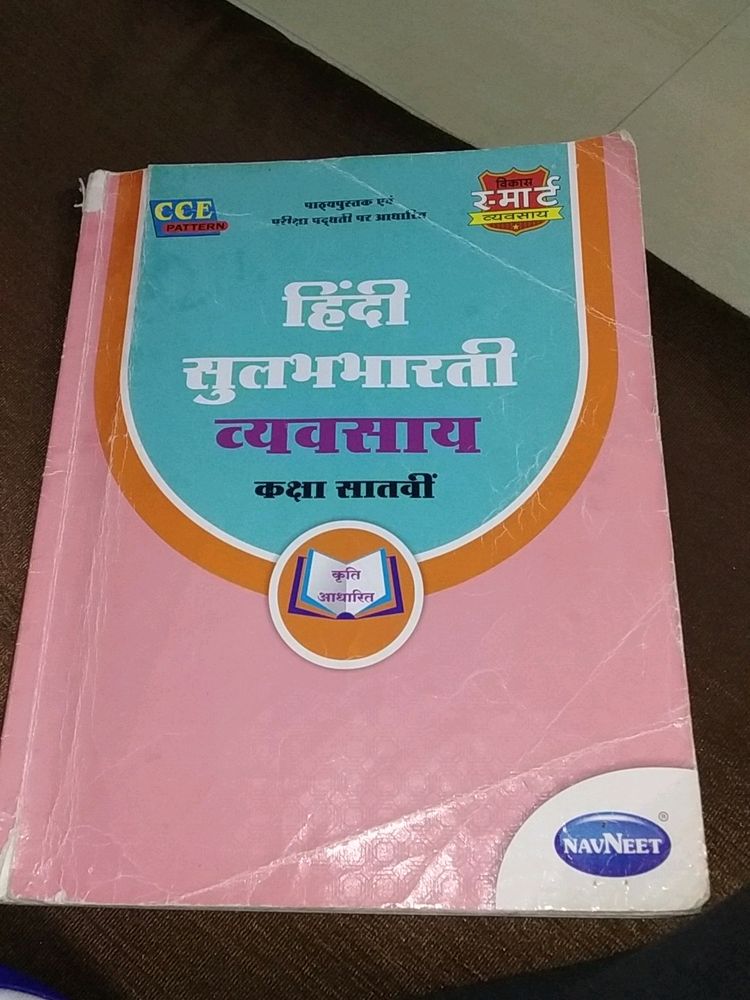 CCE
PATTERN
पाठ्यपुस्तक एवं
परीक्षा पद्धती पर आधारित
विकास
स्मार्ट
व्यवसाय
हिंदी
सुलभभारती
व्यवसाय
कक्षा सातवीं
कृति
आधारित
NAVNEET
®